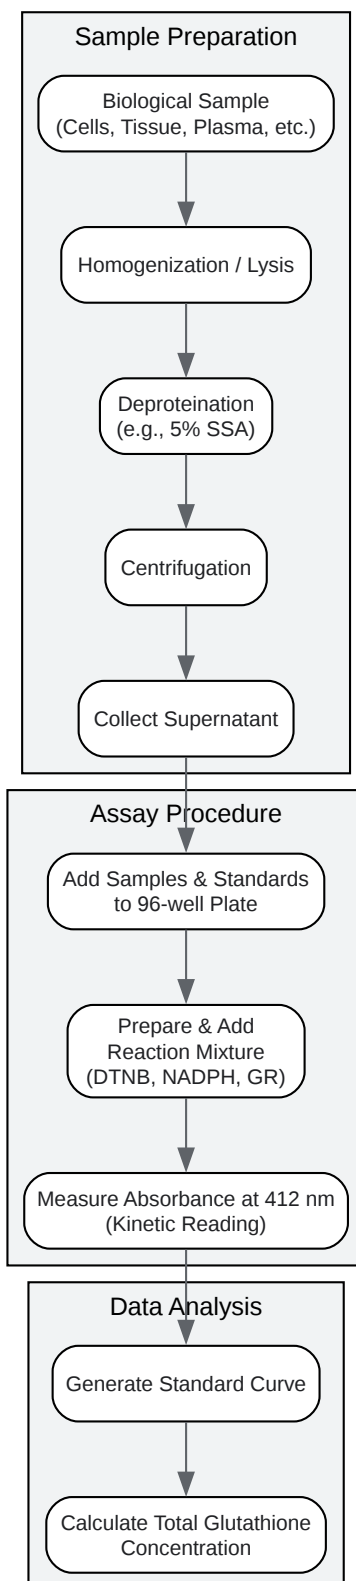 Sample Preparation
Biological Sample
(Cells, Tissue, Plasma, etc.)
Homogenization / Lysis
Deproteination
(e.g., 5% SSA)
Centrifugation
Collect Supernatant
Assay Procedure
Add Samples & Standards
to 96-well Plate
Prepare & Add
Reaction Mixture
(DTNB, NADPH, GR)
Measure Absorbance at 412 nm
(Kinetic Reading)
Data Analysis
Generate Standard Curve
Calculate Total Glutathione
Concentration